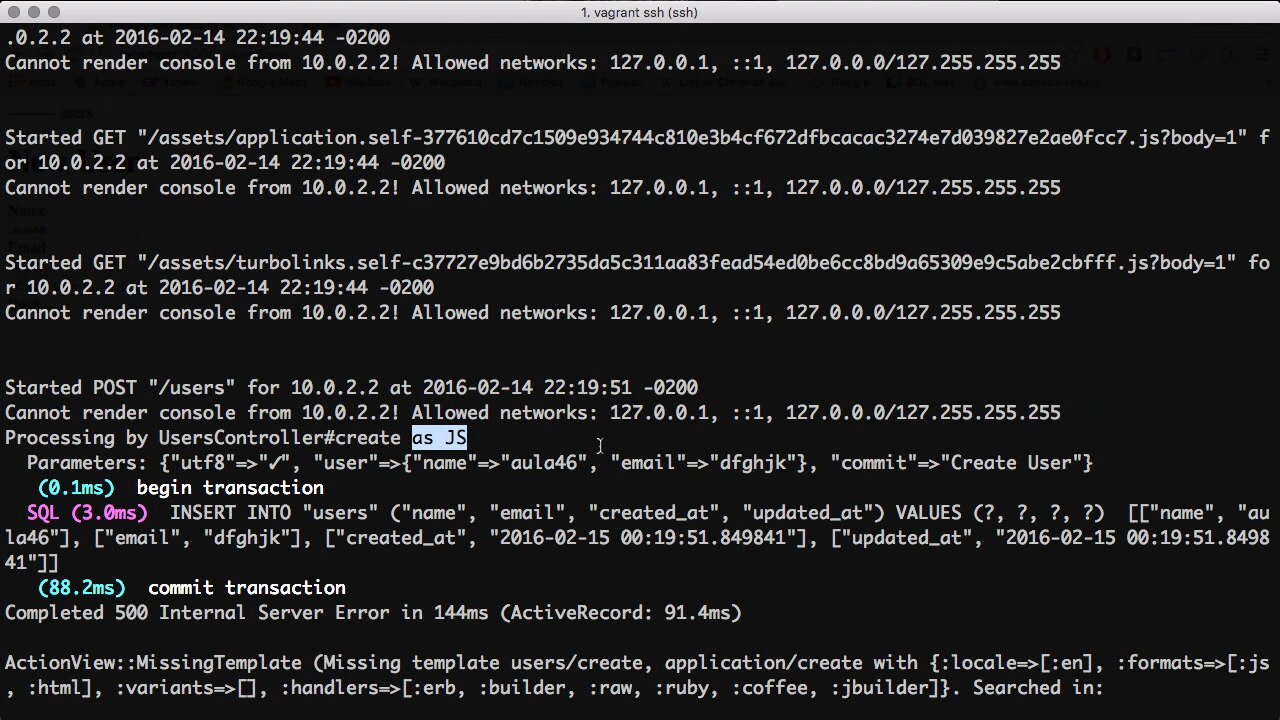 1. vagrant ssh (ssh)
.0.2.2 at 2016-02-14 22:19:44 -0200
Cannot render console from 10.0.2.2! Allowed networks: 127.0.0.1, ::1, 127.0.0.0/127.255.255.255
Started GET "/assets/application.self-377610cd7c1509e934744c810e3b4cf672dfbcacac3274e7d039827e2ae0fcc7.js?body=1" f
or 10.0.2.2 at 2016-02-14 22:19:44 -0200
Cannot render console from 10.0.2.2! Allowed networks: 127.0.0.1, ::1, 127.0.0.0/127.255.255.255
Name
Email
Started GET "/assets/turbolinks.self-c37727e9bd6b2735da5c311aa83fead54ed0be6cc8bd9a65309e9c5abe2cbfff.js?body=1" fo
r 10.0.2.2 at 2016-02-14 22:19:44 -0200
Cannot render console from 10.0.2.2! Allowed networks: 127.0.0.1, ::1, 127.0.0.0/127.255.255.255
Started POST "/users" for 10.0.2.2 at 2016-02-14 22:19:51 -0200
Cannot render console from 10.0.2.2! Allowed networks: 127.0.0.1, ::1, 127.0.0.0/127.255.255.255
Processing by UsersController#create as JS
Parameters: {"utf8"=>"✓", "user"=>{"name"=>"aula46", "email"=>"dfghjk"}, "commit"=>"Create User"}
(0.1ms) begin transaction
SQL (3.0ms) INSERT INTO "users" ("name", "email", "created_at", "updated_at") VALUES (?, ?, ?, ?) [["name", "au
la46"], ["email", "dfghjk"], ["created_at", "2016-02-15 00:19:51.849841"], ["updated_at", "2016-02-15 00:19:51.8498
41"]]
(88.2ms) commit transaction
Completed 500 Internal Server Error in 144ms (ActiveRecord: 91.4ms)
ActionView::MissingTemplate (Missing template users/create, application/create with {:locale=>[:en], :formats=>[:js
, :html], :variants=>[], :handlers=>[:erb, :builder, :raw, :ruby, :coffee, :jbuilder]}. Searched in: